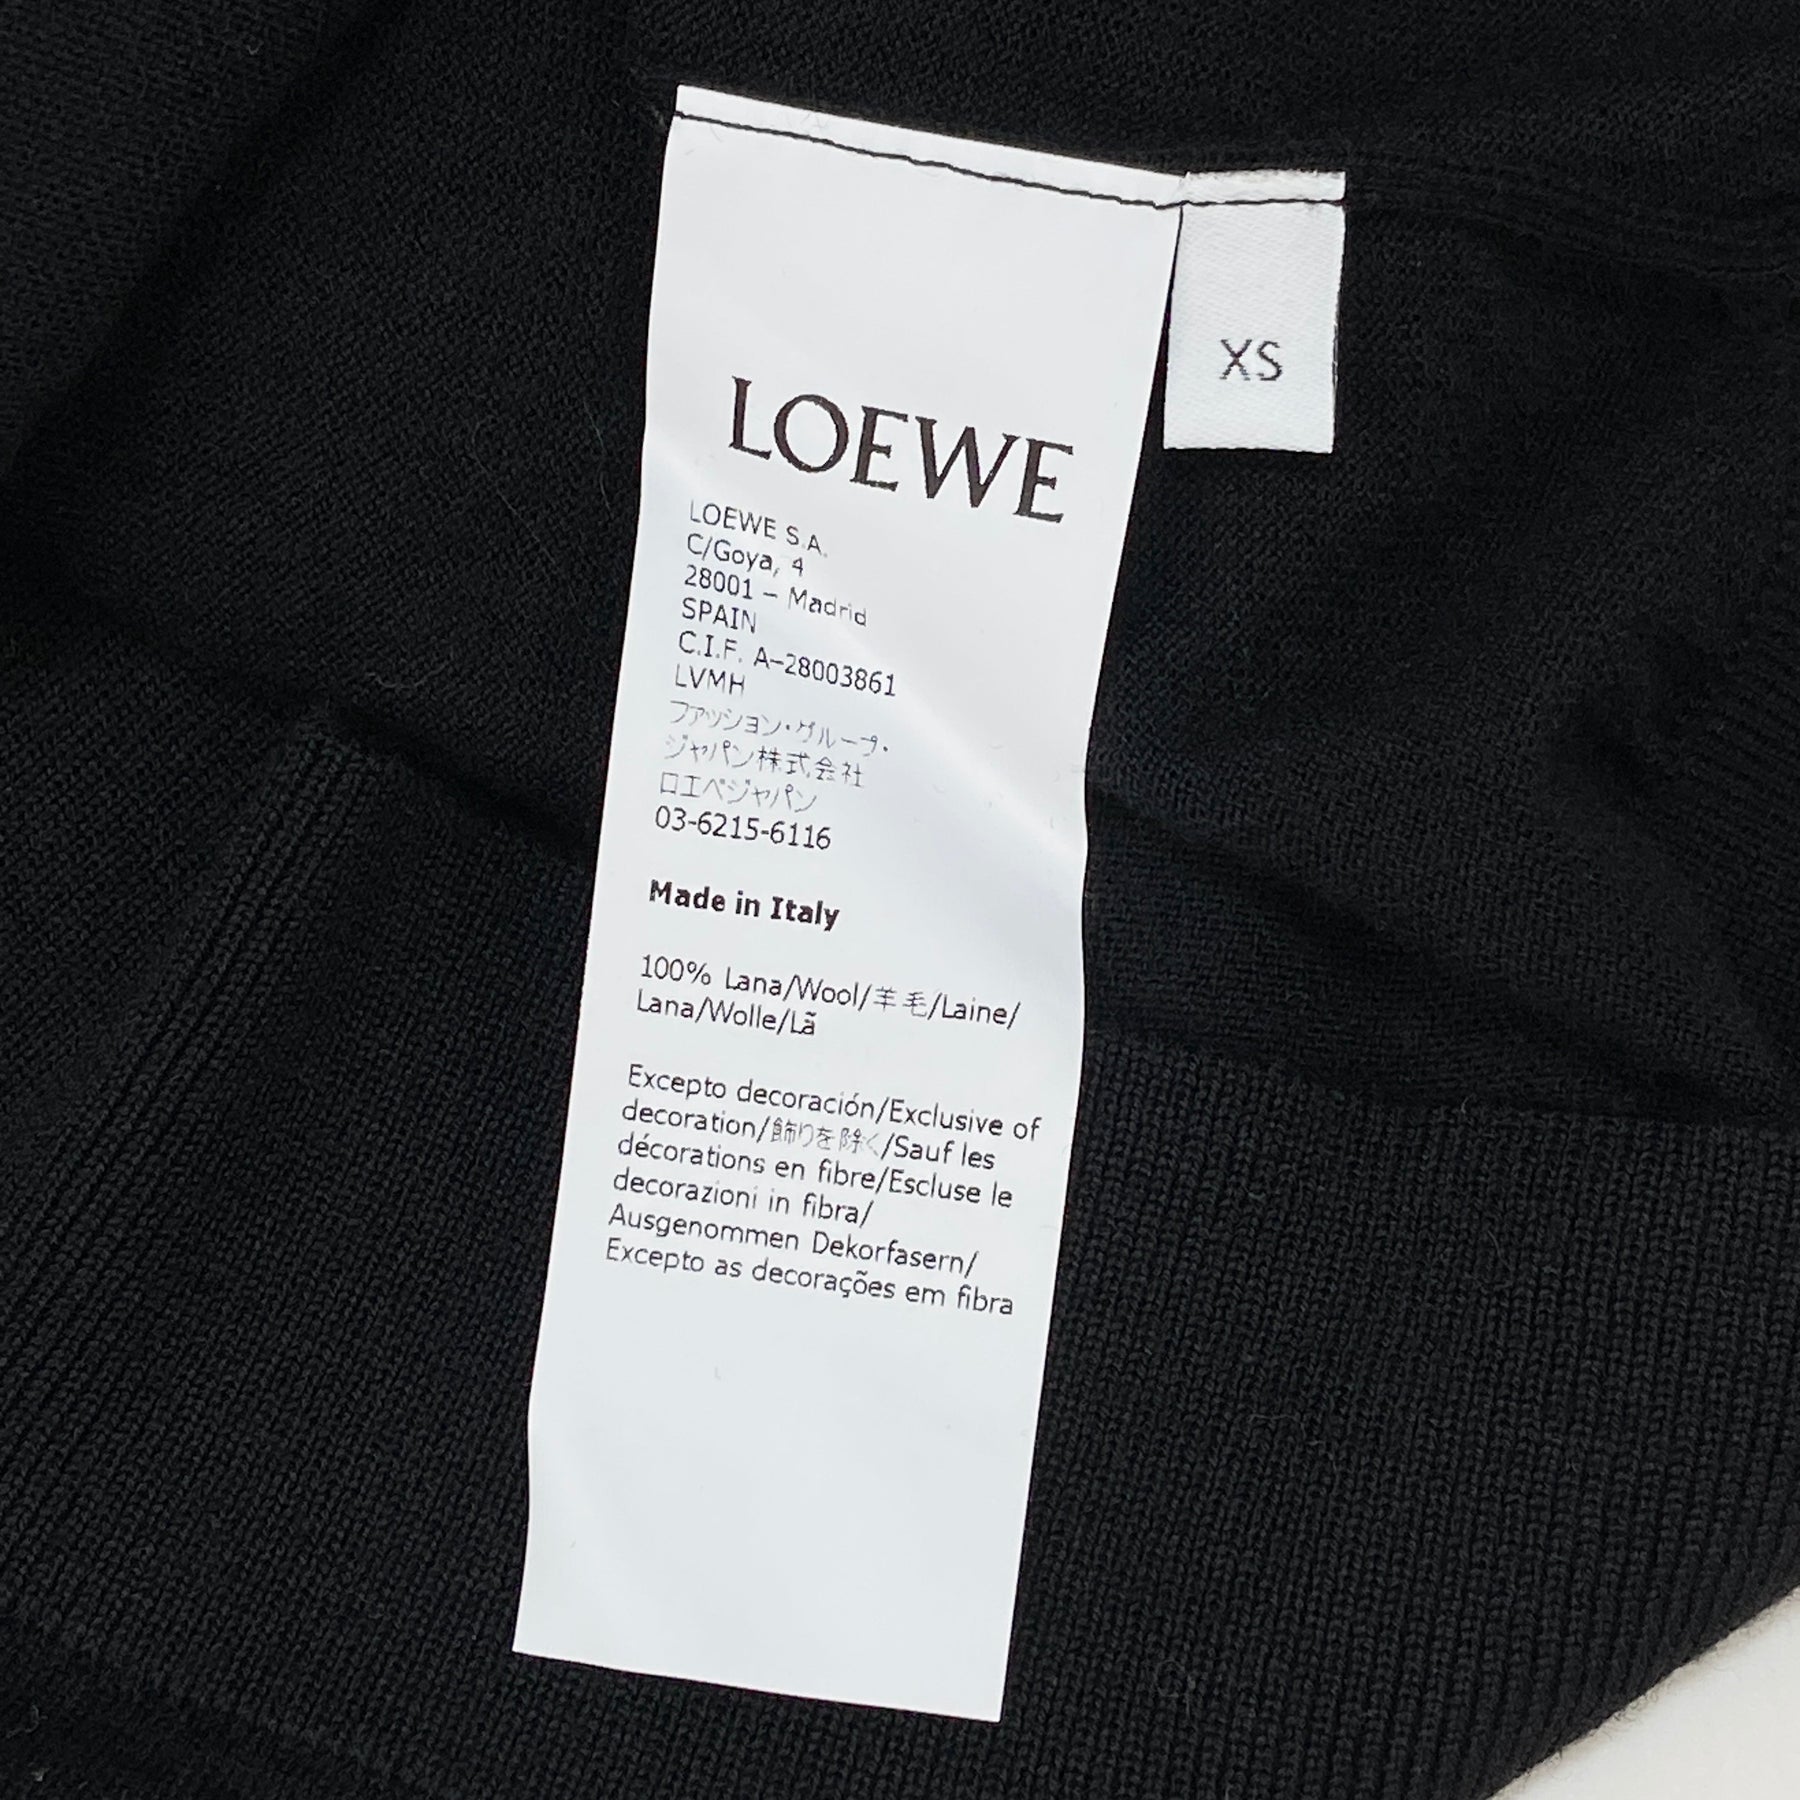 LOEWE
XS
LOEWE S.A.
C/Goya, 4
28001 – Madrid
SPAIN
C.I.F. A-28003861
LVMH
ファッション・グループ・
ジャパン株式会社
ロエベジャパン
03-6215-6116
Made in Italy
100% Lana/Wool/羊毛/Laine/
Lana/Wolle/Lã
Excepto decoración/Exclusive of
decoration/飾りを除く/Sauf les
décorations en fibre/Escluse le
decorazioni in fibra/
Ausgenommen Dekorfasern/
Excepto as decorações em fibra